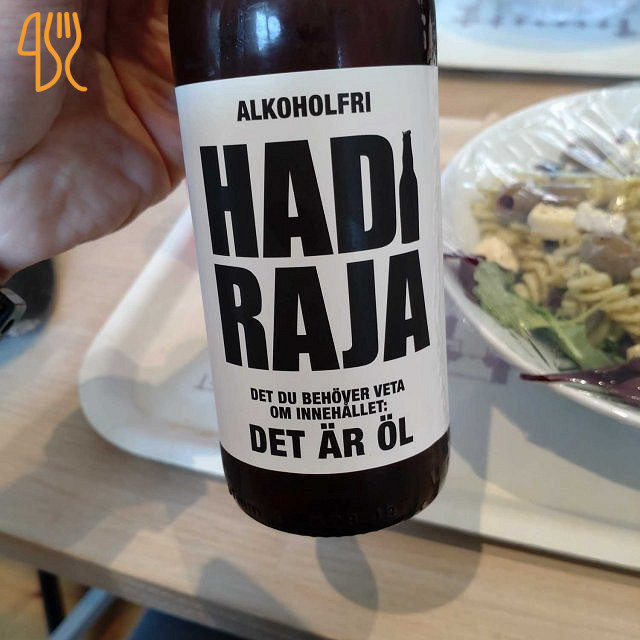 ALKOHOLFRI
HADI
RAJA
DET DU BEHÖVER VETA
OM INNEHÅLLET:
DET ÄR ÖL